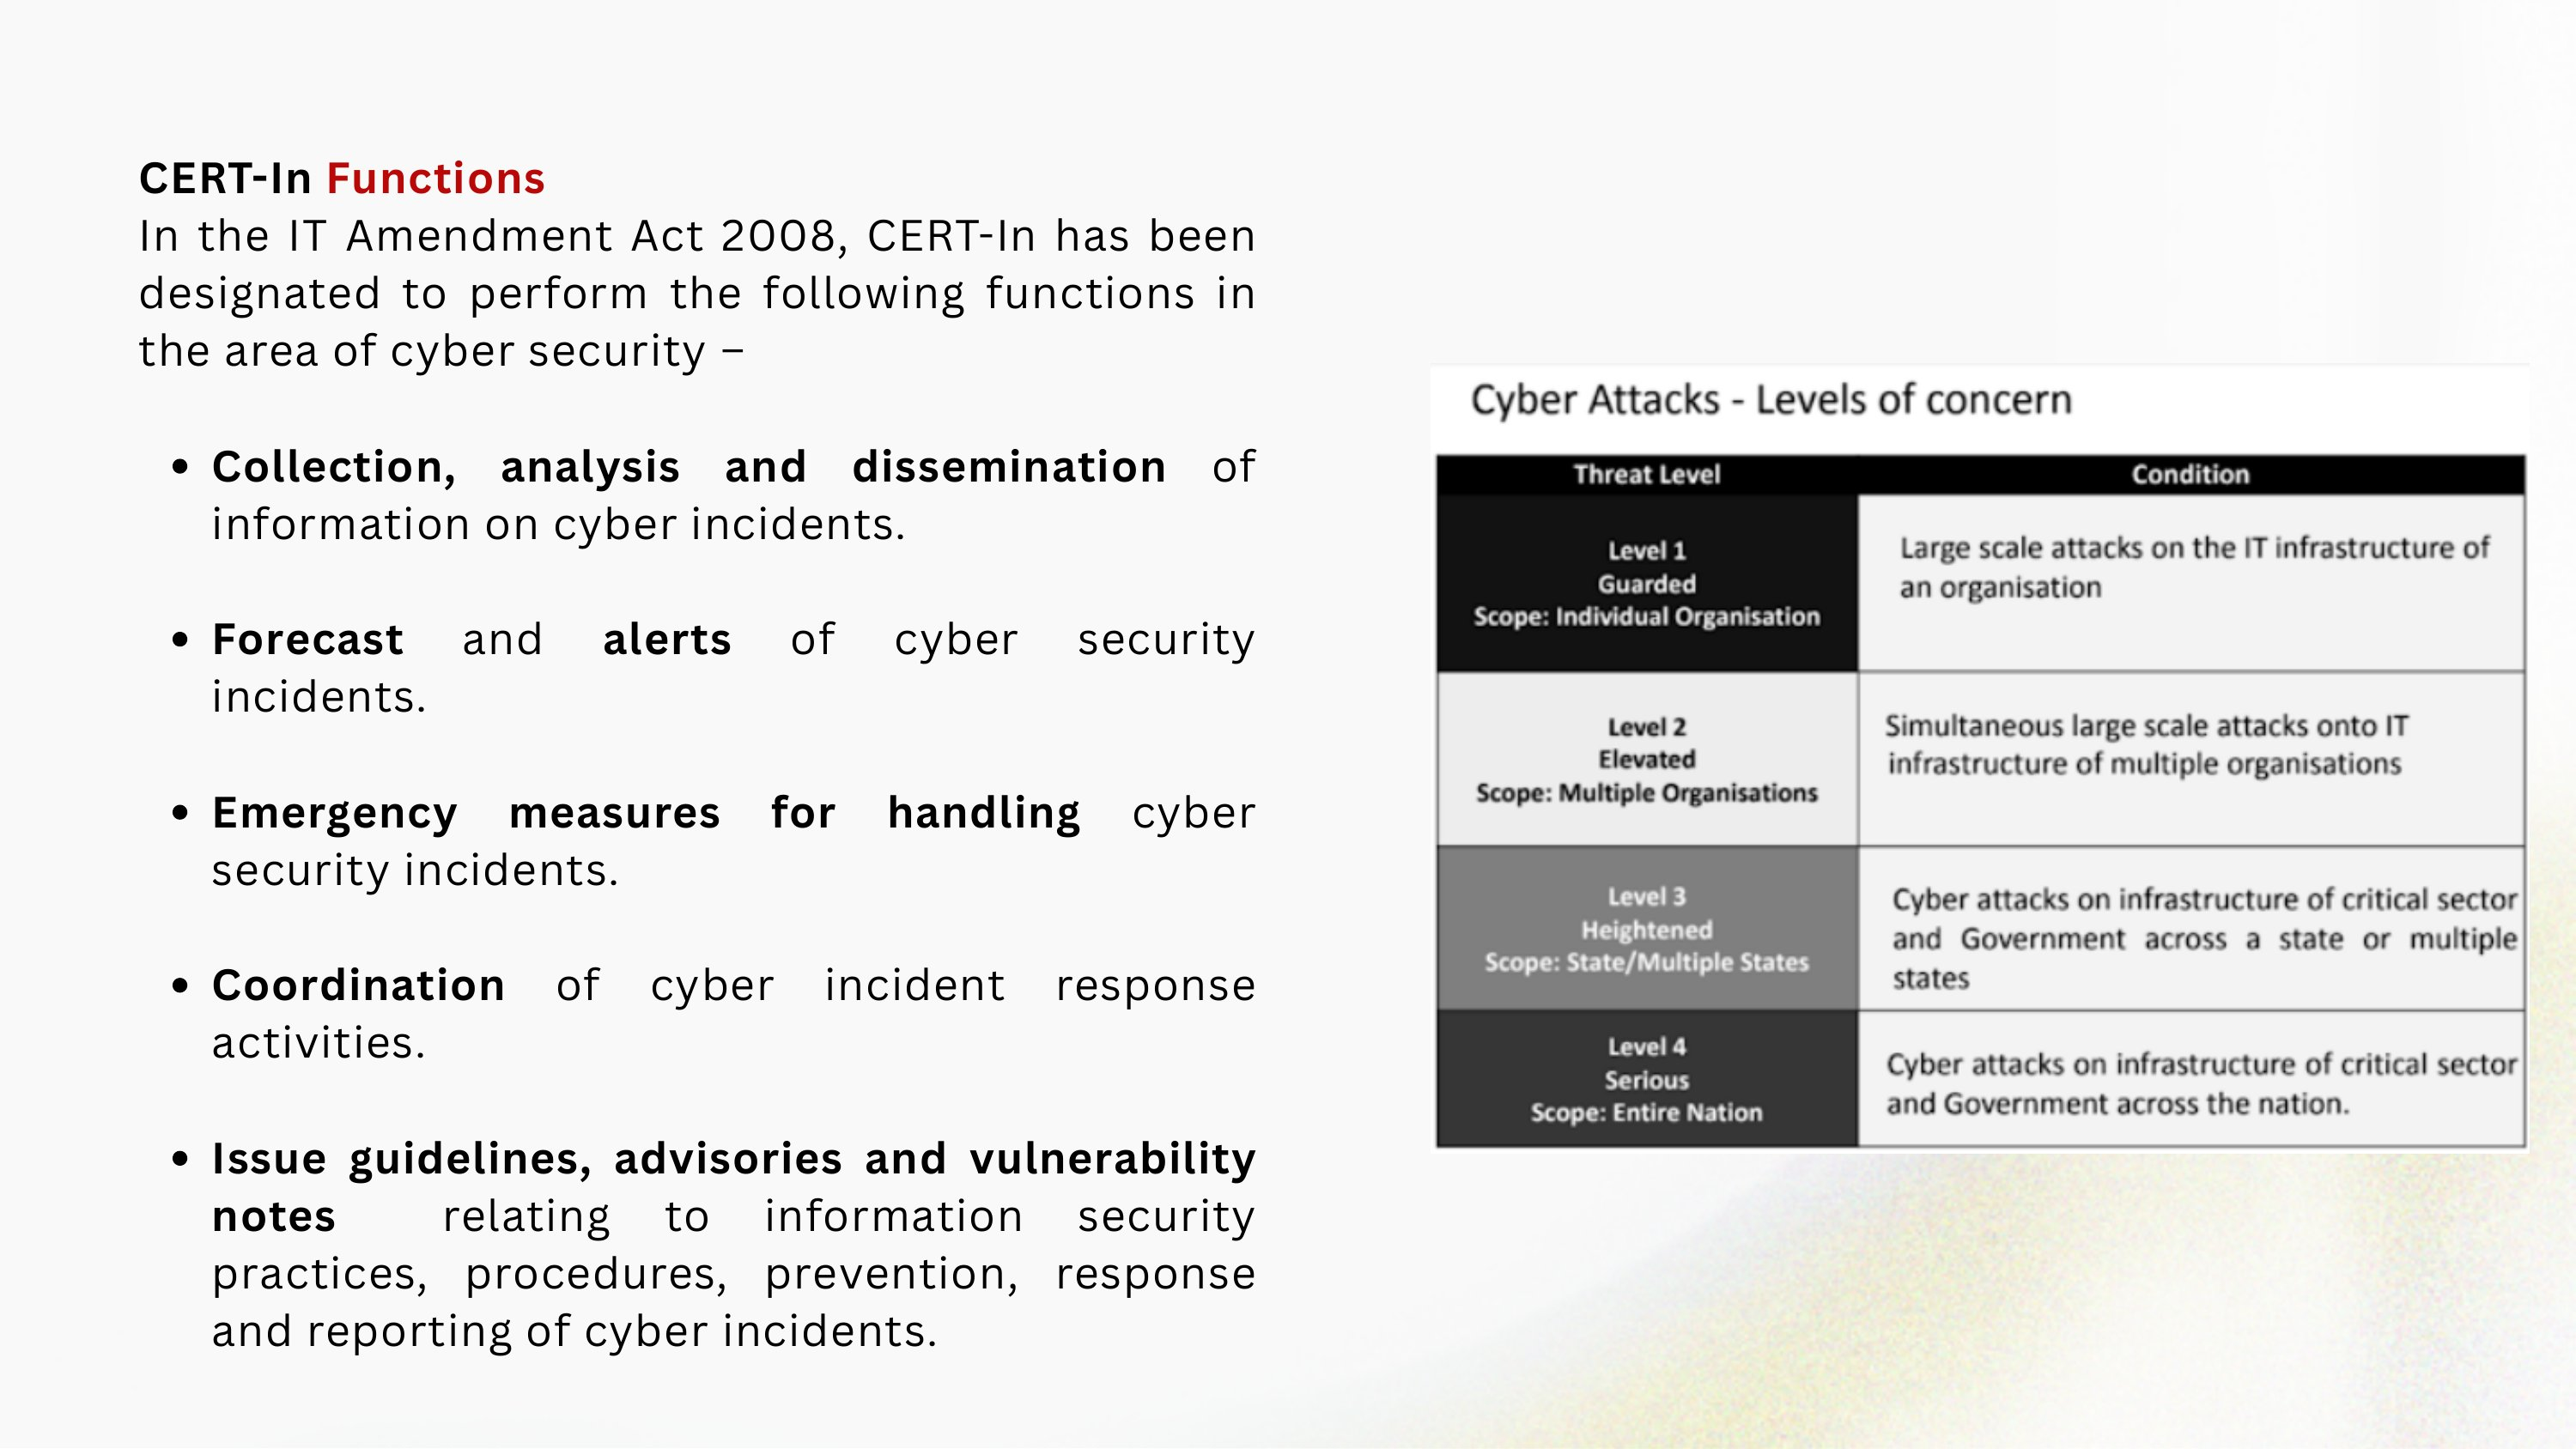 CERT-In Functions
In the IT Amendment Act 2008, CERT-In has been
designated to perform the following functions in
the area of cyber security –
• Collection, analysis and dissemination of
information on cyber incidents.
• Forecast and alerts of cyber security
incidents.
• Emergency measures for handling cyber
security incidents.
• Coordination of cyber incident response
activities.
• Issue guidelines, advisories and vulnerability
notes relating to information security
practices, procedures, prevention, response
and reporting of cyber incidents.
Cyber Attacks - Levels of concern
Threat Level
Condition
Level 1
Guarded
Scope: Individual Organisation
Large scale attacks on the IT infrastructure of
an organisation
Level 2
Elevated
Scope: Multiple Organisations
Simultaneous large scale attacks onto IT
infrastructure of multiple organisations
Level 3
Heightened
Scope: State/Multiple States
Cyber attacks on infrastructure of critical sector
and Government across a state or multiple
states
Level 4
Serious
Scope: Entire Nation
Cyber attacks on infrastructure of critical sector
and Government across the nation.